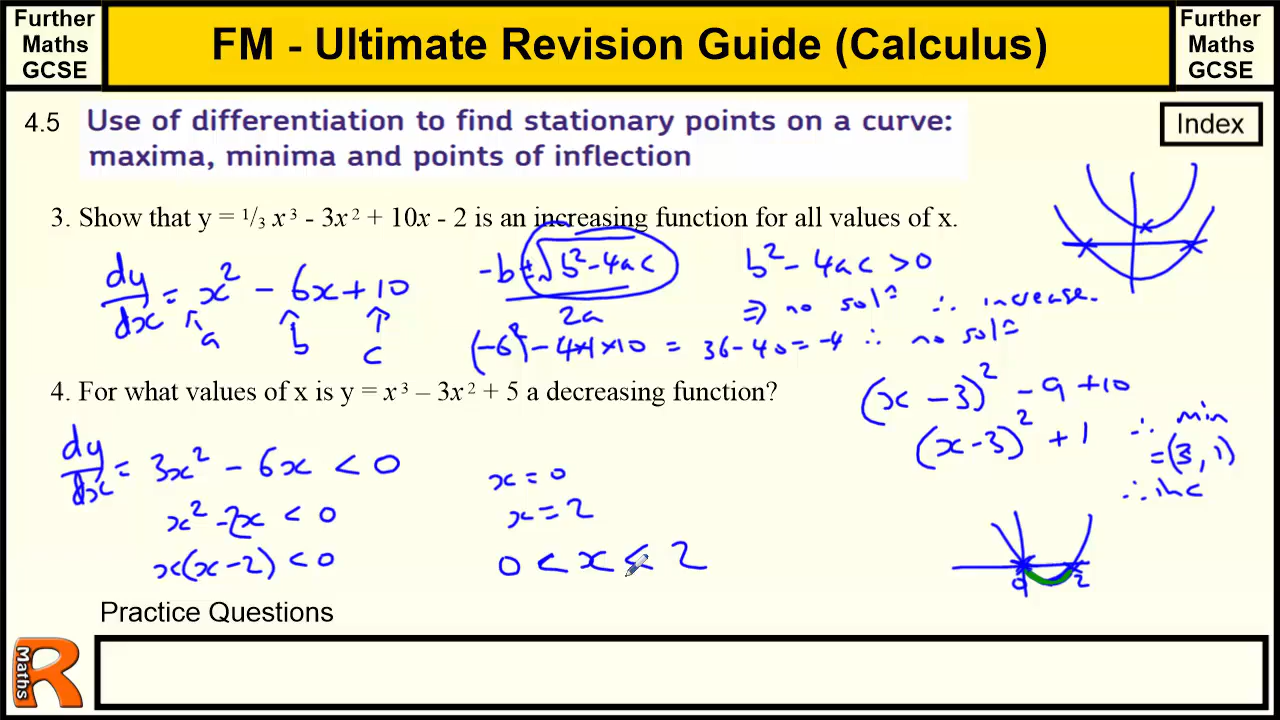 Further
Maths
GCSE
FM - Ultimate Revision Guide (Calculus)
Further
Maths
GCSE
4.5 Use of differentiation to find stationary points on a curve:
maxima, minima and points of inflection
Index
3. Show that y = ¹/₃ x³ - 3x² + 10x - 2 is an increasing function for all values of x.
dy/dx = x² - 6x + 10
a b c
-b ± √b² - 4ac
2a
b² - 4ac > 0
⇒ no solⁿ ∴ increase.
(-6)² - 4×1×10 = 36 - 40 = -4 ∴ no solⁿ
4. For what values of x is y = x³ – 3x² + 5 a decreasing function?
(x - 3)² - 9 + 10
(x - 3)² + 1 ∴ min
= (3, 1)
∴ inc
dy/dx = 3x² - 6x < 0
x² - 2x < 0
x(x - 2) < 0
x = 0
x = 2
0 < x < 2
0 2
Practice Questions
R Maths